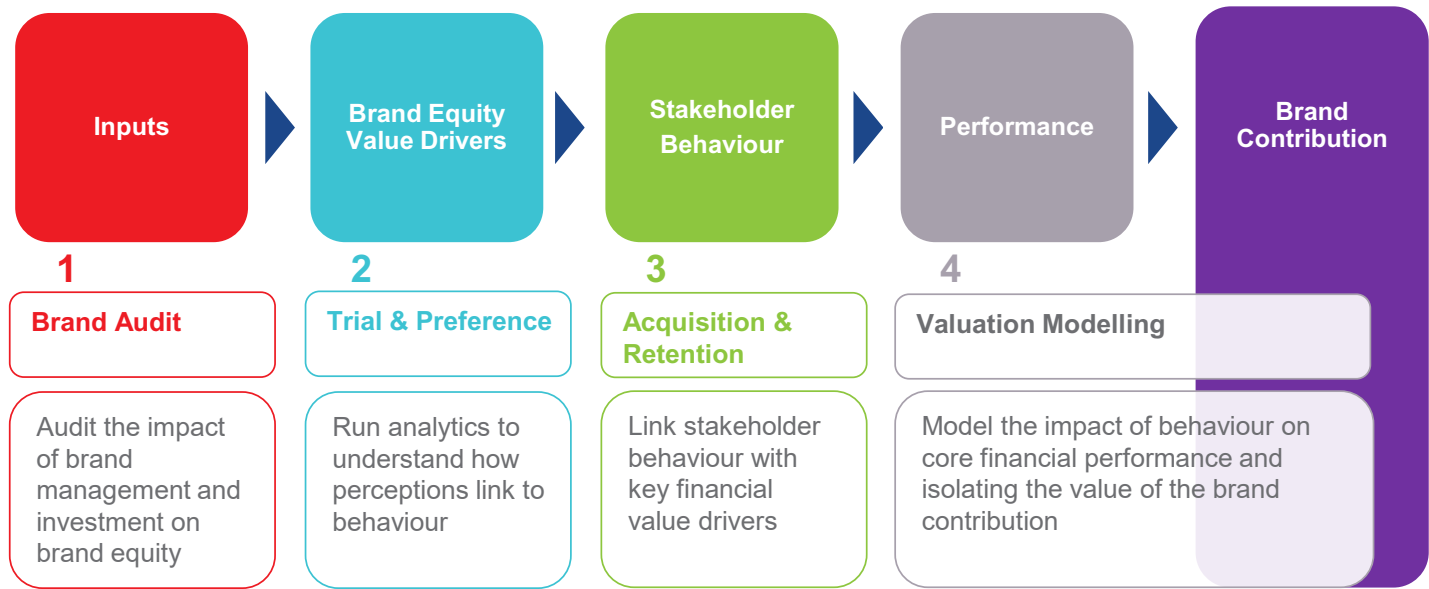 Inputs
Brand Equity
Value Drivers
Stakeholder
Behaviour
Performance
Brand
Contribution
1
Brand Audit
Audit the impact
of brand
management and
investment on
brand equity
2
Trial & Preference
Run analytics to
understand how
perceptions link to
behaviour
3
Acquisition &
Retention
Link stakeholder
behaviour with
key financial
value drivers
4
Valuation Modelling
Model the impact of behaviour on
core financial performance and
isolating the value of the brand
contribution